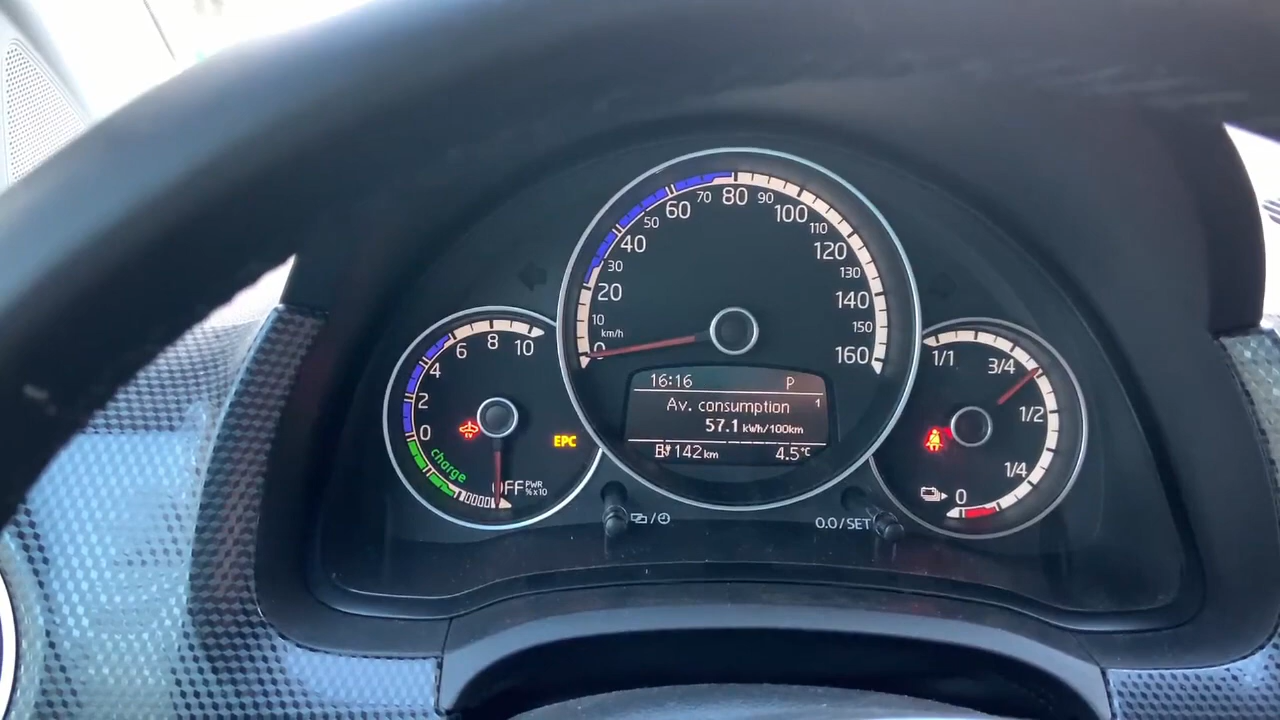 80
70
90
60
100
50
110
40
120
30
130
20
140
10
150
km/h
0
160
16:16 P
Av. consumption 1
57.1 kWh/100km
142 km 4.5°C
10
8
6
4
2
0
charge
OFF PWR
%x10
EPC
1/1
3/4
1/2
1/4
0
0.0/SET